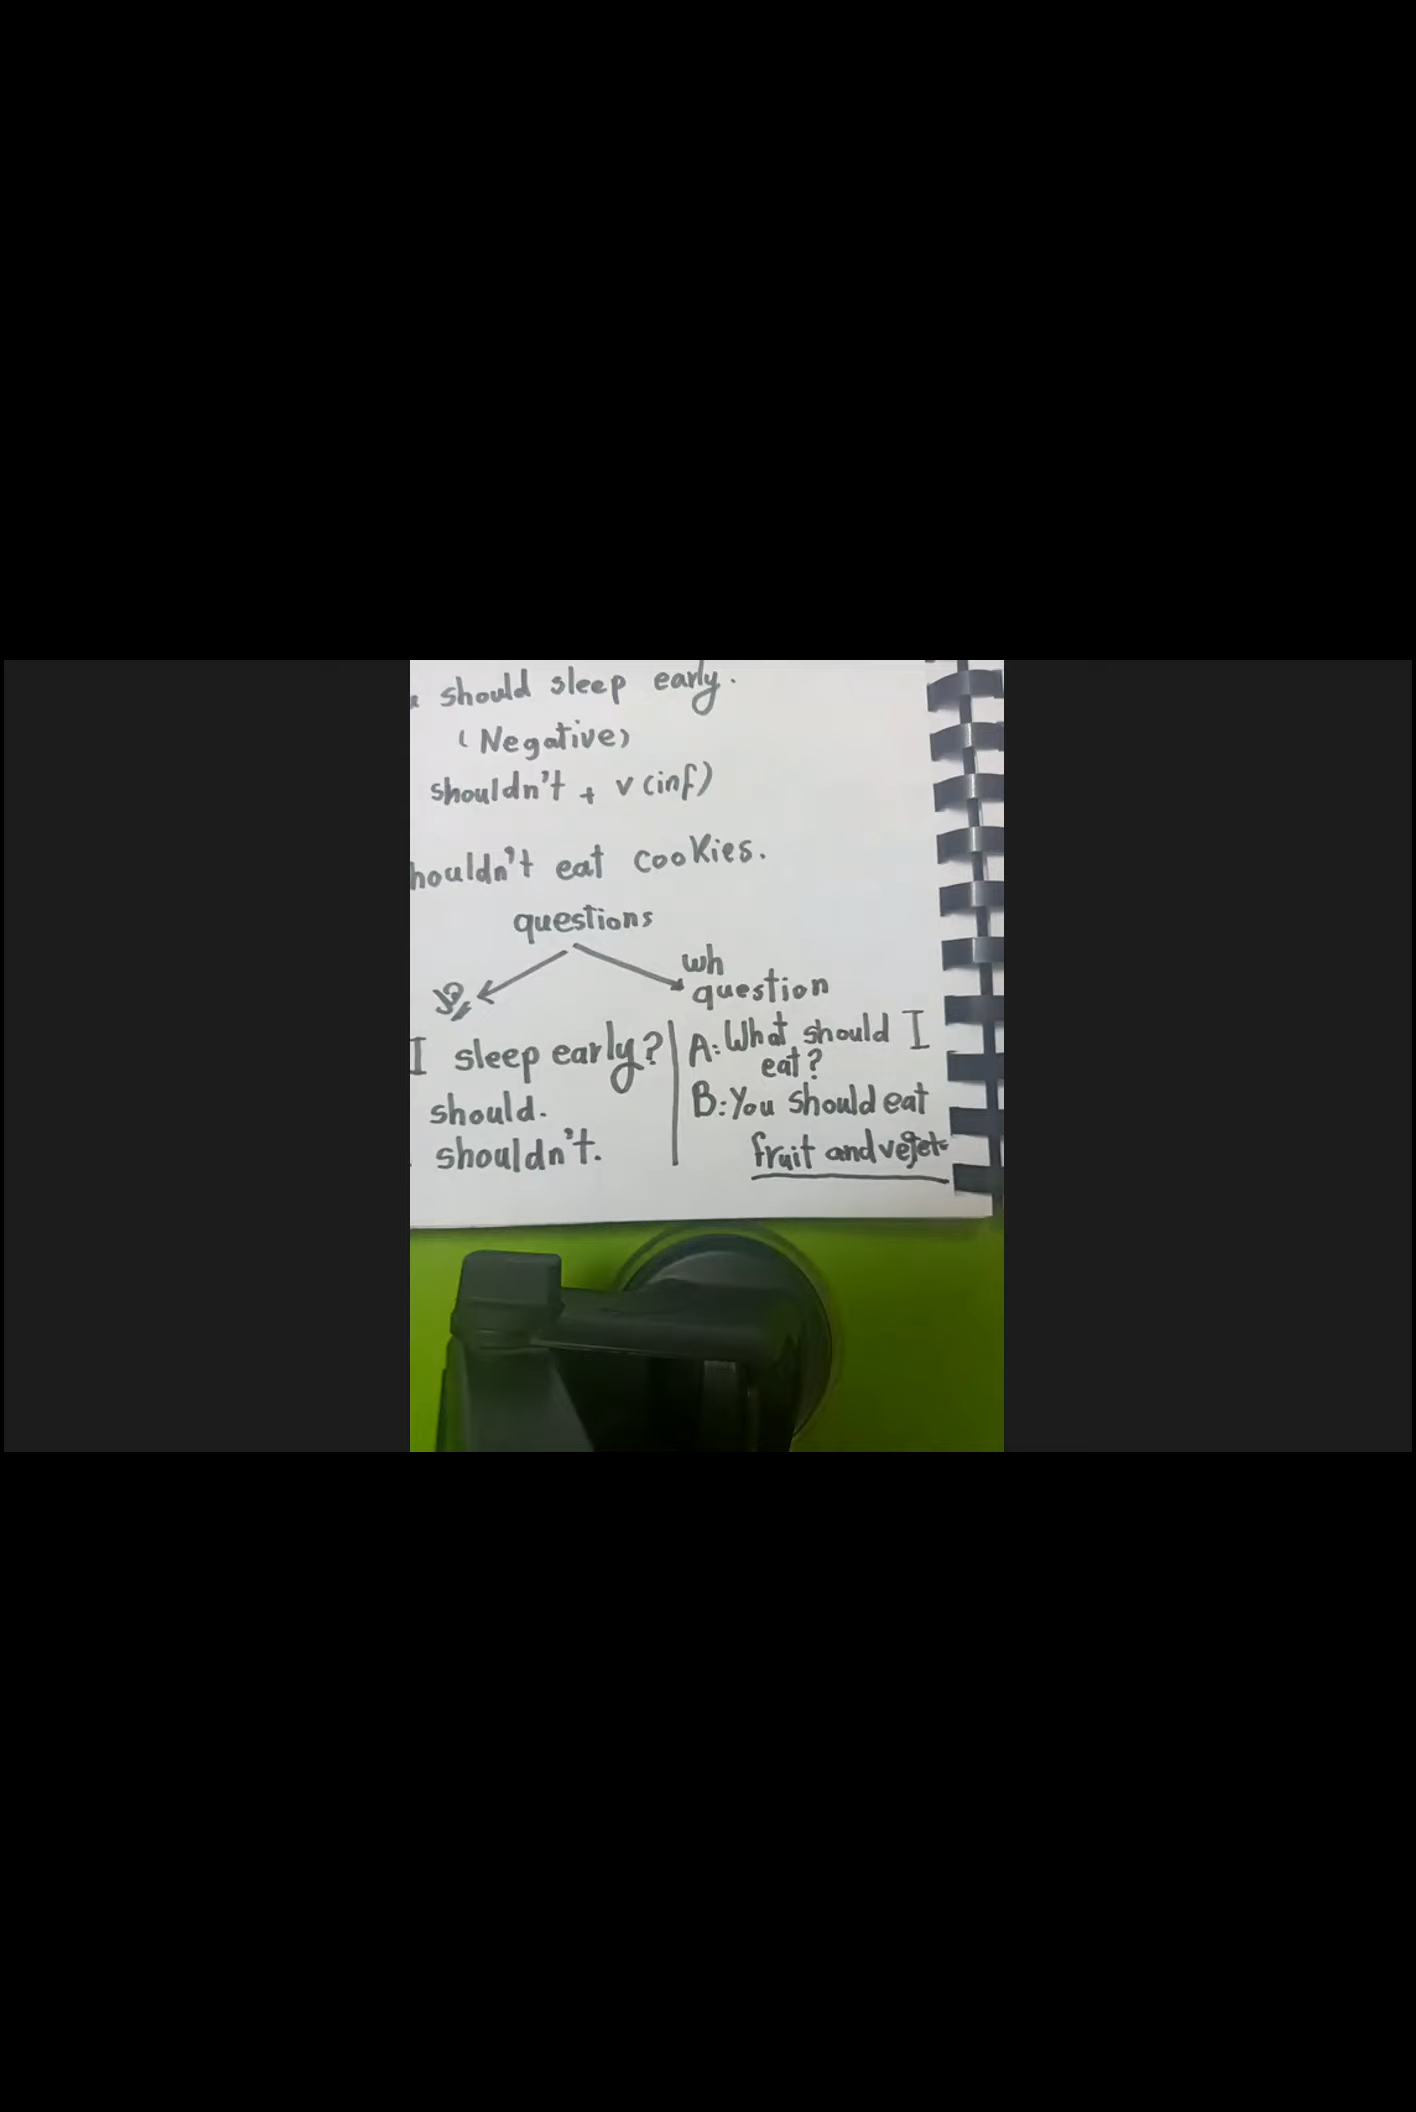 should sleep early.
(Negative)
shouldn't + v (inf)
houldn't eat cookies.
questions
wh
question
هل
I sleep early?
should.
shouldn't.
A: What should I
eat?
B: You should eat
fruit and vejet